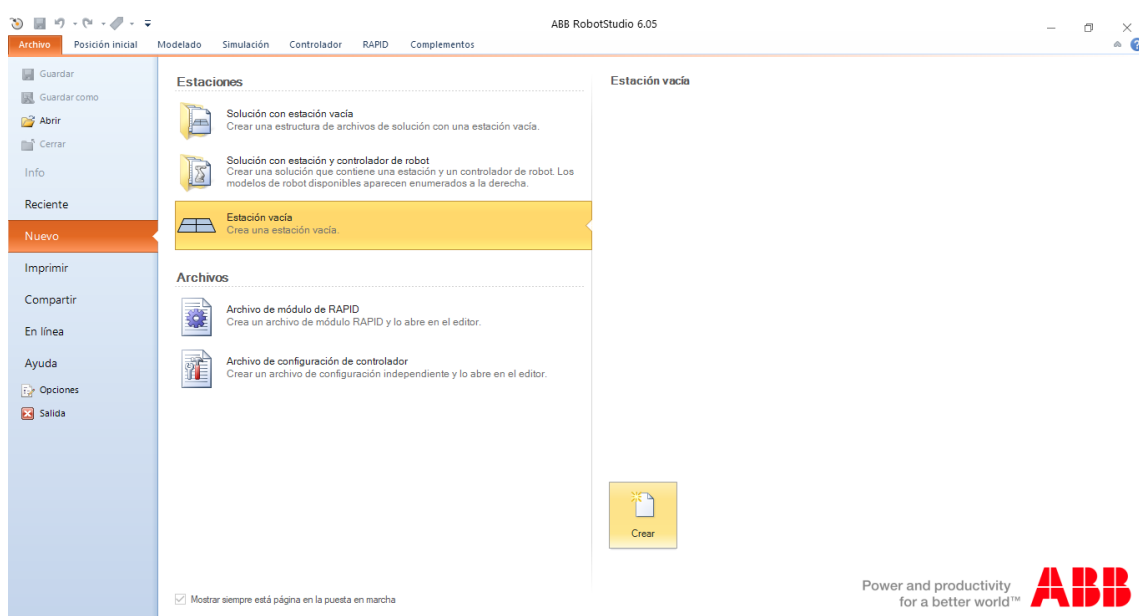 ABB RobotStudio 6.05
Archivo Posición inicial Modelado Simulación Controlador RAPID Complementos
Guardar
Guardar como
Abrir
Cerrar
Info
Reciente
Nuevo
Imprimir
Compartir
En línea
Ayuda
Opciones
Salida
Estaciones
Solución con estación vacía
Crear una estructura de archivos de solución con una estación vacía.
Solución con estación y controlador de robot
Crear una solución que contiene una estación y un controlador de robot. Los
modelos de robot disponibles aparecen enumerados a la derecha.
Estación vacía
Crea una estación vacía.
Archivos
Archivo de módulo de RAPID
Crea un archivo de módulo RAPID y lo abre en el editor.
Archivo de configuración de controlador
Crear un archivo de configuración independiente y lo abre en el editor.
Mostrar siempre está página en la puesta en marcha
Estación vacía
Crear
Power and productivity
for a better world™
ABB